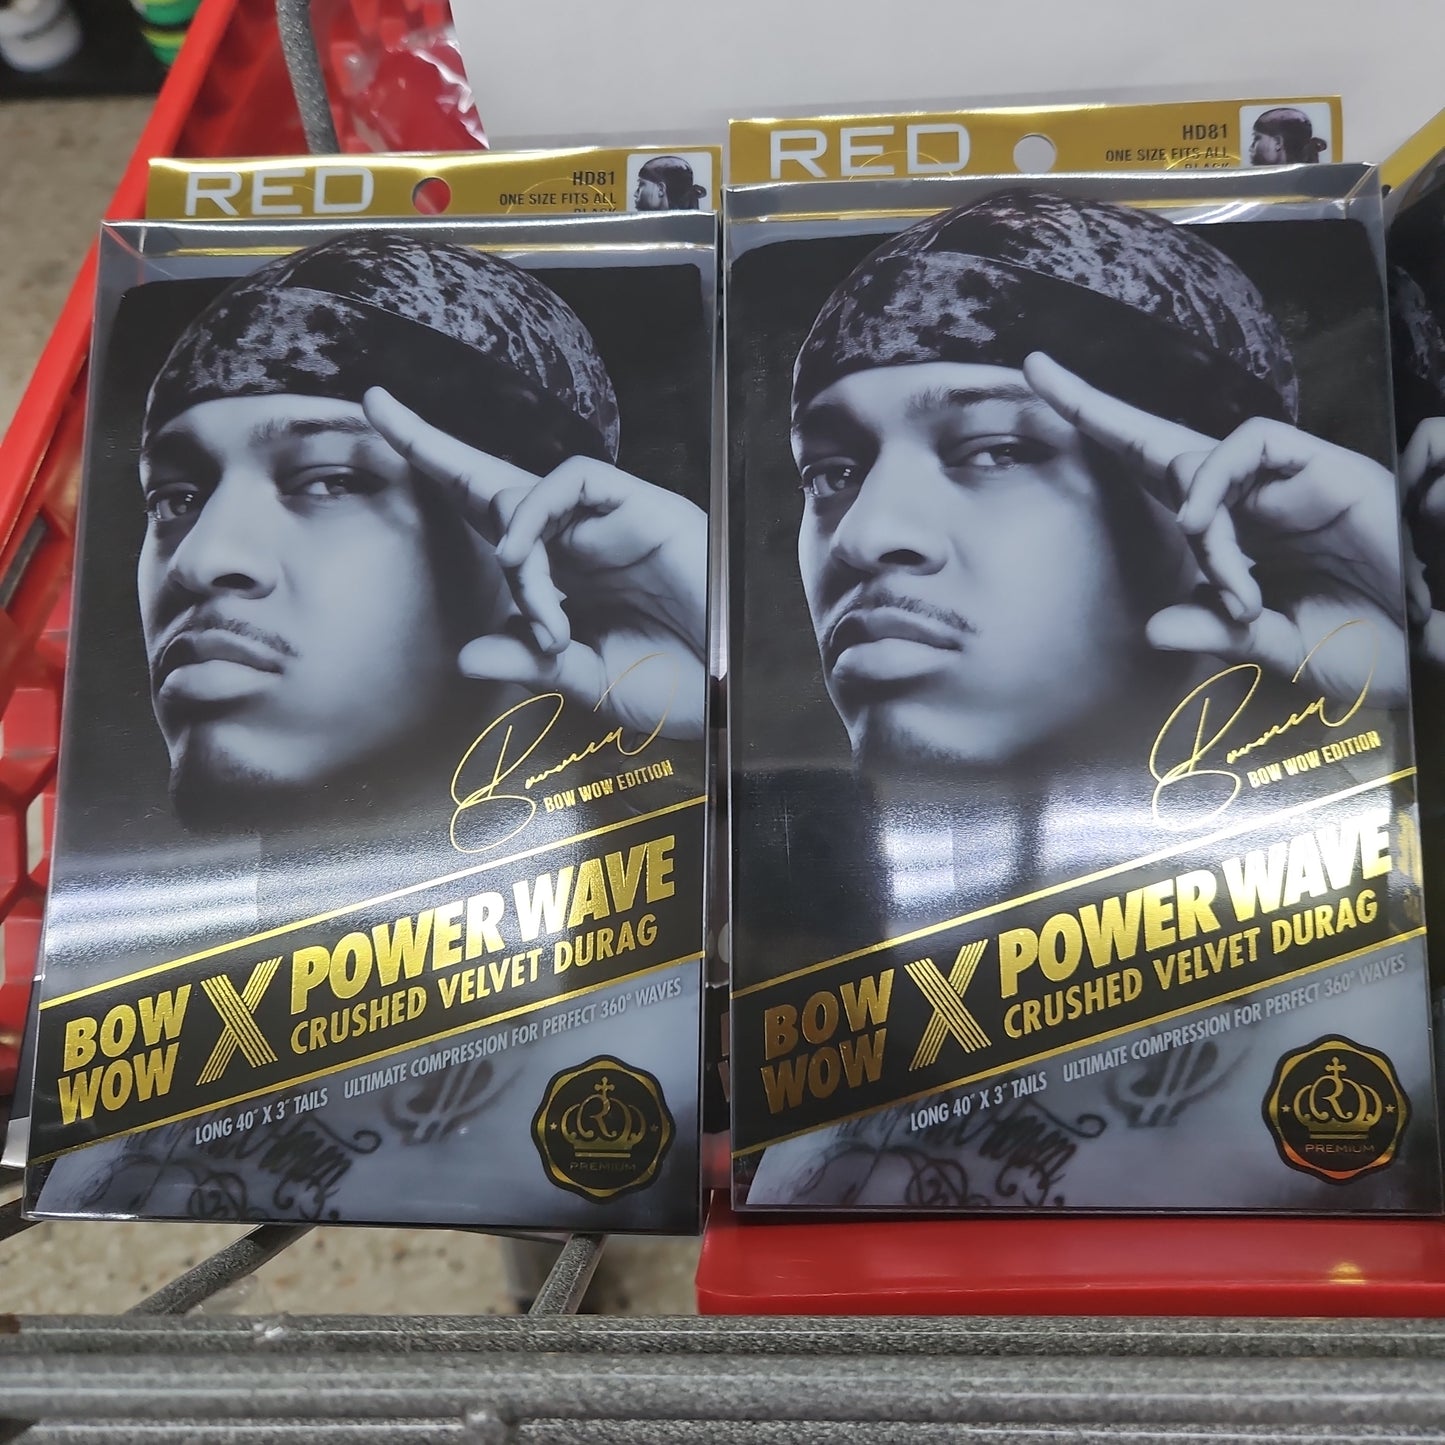 RED
HD81
ONE SIZE FITS ALL
BLACK
BOW WOW EDITION
BOW
WOW
X
POWER WAVE
CRUSHED VELVET DURAG
LONG 40" X 3" TAILS ULTIMATE COMPRESSION FOR PERFECT 360° WAVES
R
PREMIUM
RED
HD81
ONE SIZE FITS ALL
BLACK
BOW WOW EDITION
BOW
WOW
X
POWER WAVE
CRUSHED VELVET DURAG
LONG 40" X 3" TAILS ULTIMATE COMPRESSION FOR PERFECT 360° WAVES
R
PREMIUM